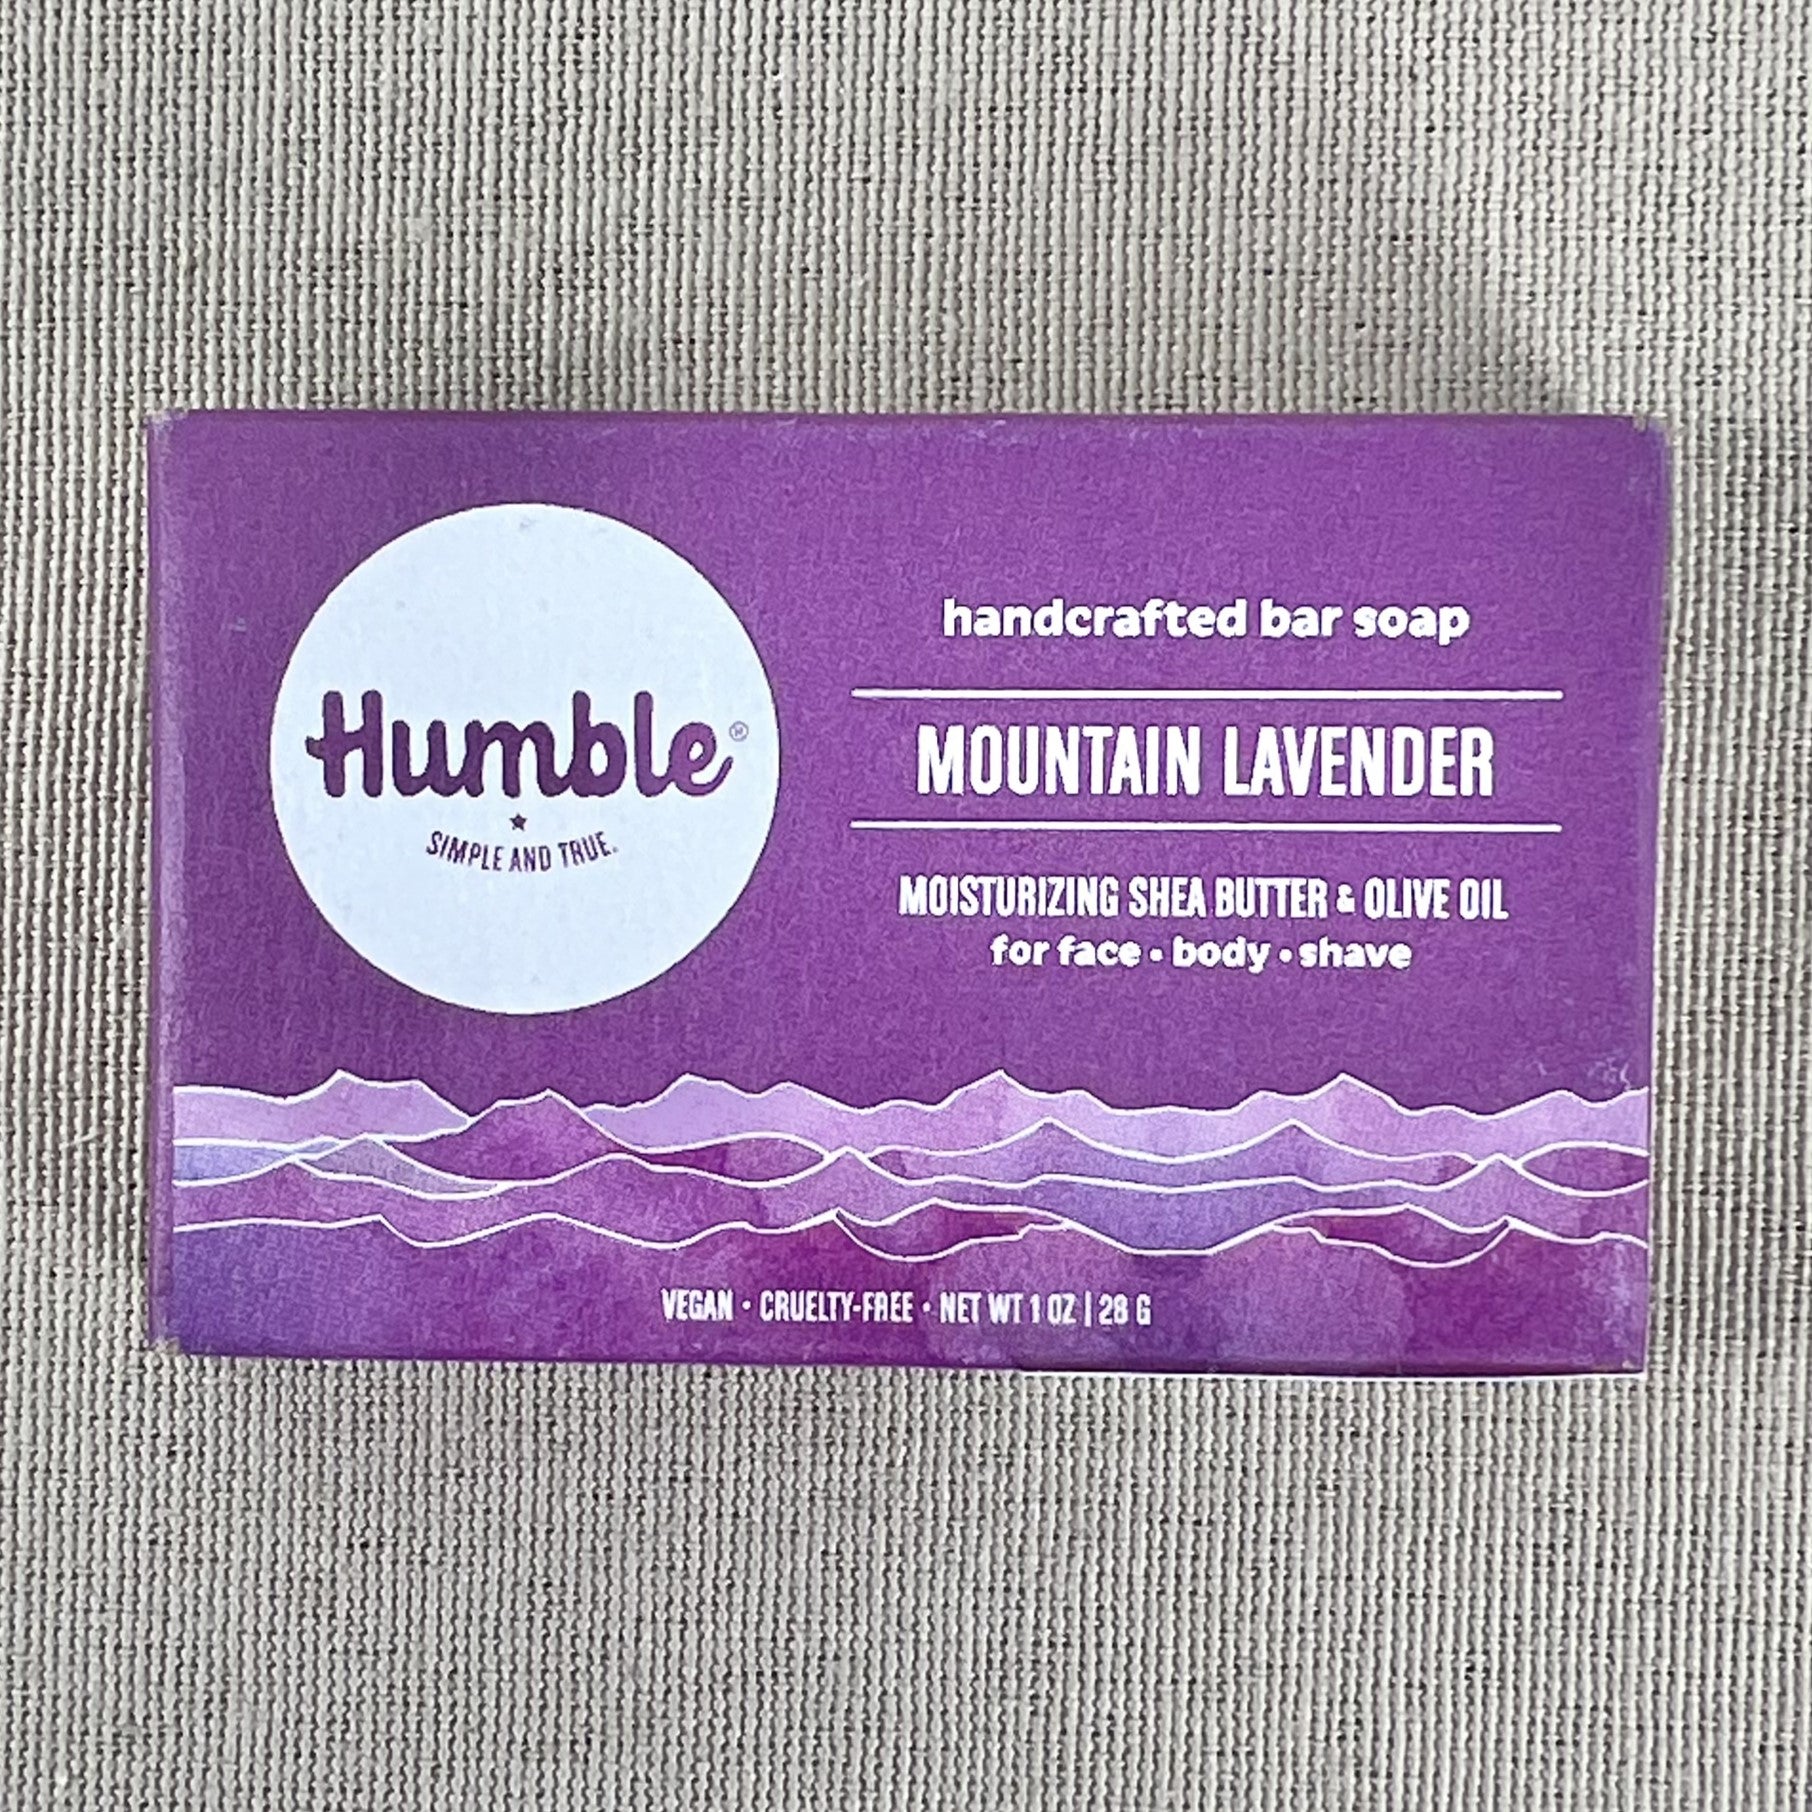 Humble®
SIMPLE AND TRUE.
handcrafted bar soap
MOUNTAIN LAVENDER
MOISTURIZING SHEA BUTTER & OLIVE OIL
for face • body • shave
VEGAN • CRUELTY-FREE • NET WT 1 OZ | 28 G